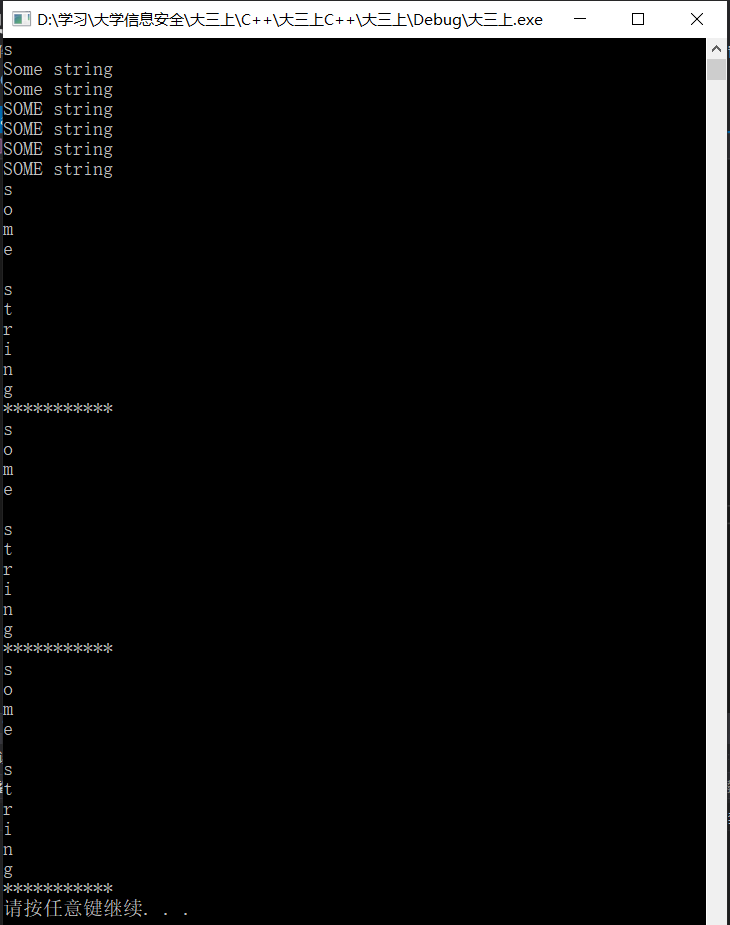 D:\学习\大学信息安全\大三上\C++\大三上C++\大三上\Debug\大三上.exe
s
Some string
Some string
SOME string
SOME string
SOME string
SOME string
s
o
m
e

s
t
r
i
n
g
***********
s
o
m
e

s
t
r
i
n
g
***********
s
o
m
e

s
t
r
i
n
g
***********
请按任意键继续. . .